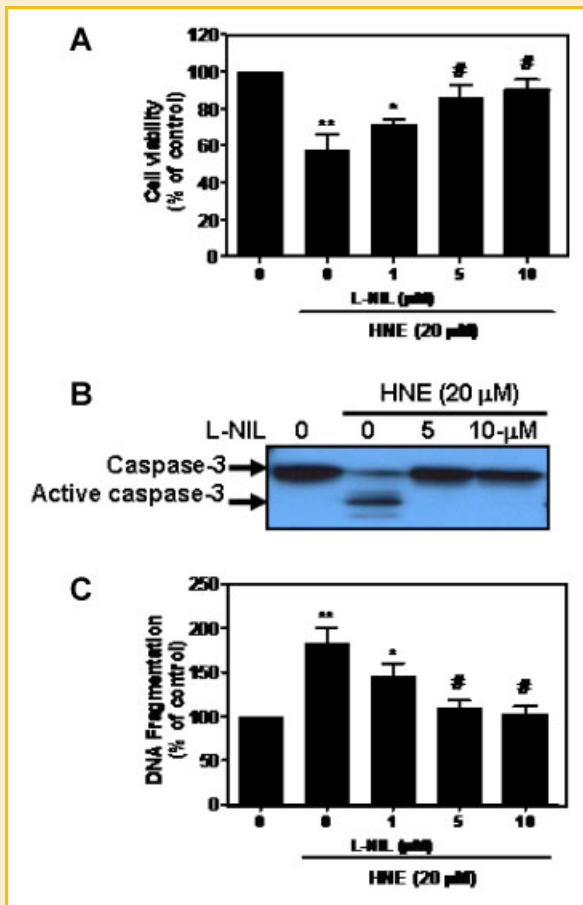 A
Cell viability
(% of control)
120
100
80
60
40
20
0
**
*
#
#
0 0 1 5 10
L-NIL (μM)
HNE (20 μM)
B
HNE (20 μM)
L-NIL 0 0 5 10-μM
Caspase-3
Active caspase-3
C
DNA Fragmentation
(% of control)
250
200
150
100
50
0
**
*
#
#
0 0 1 5 10
L-NIL (μM)
HNE (20 μM)